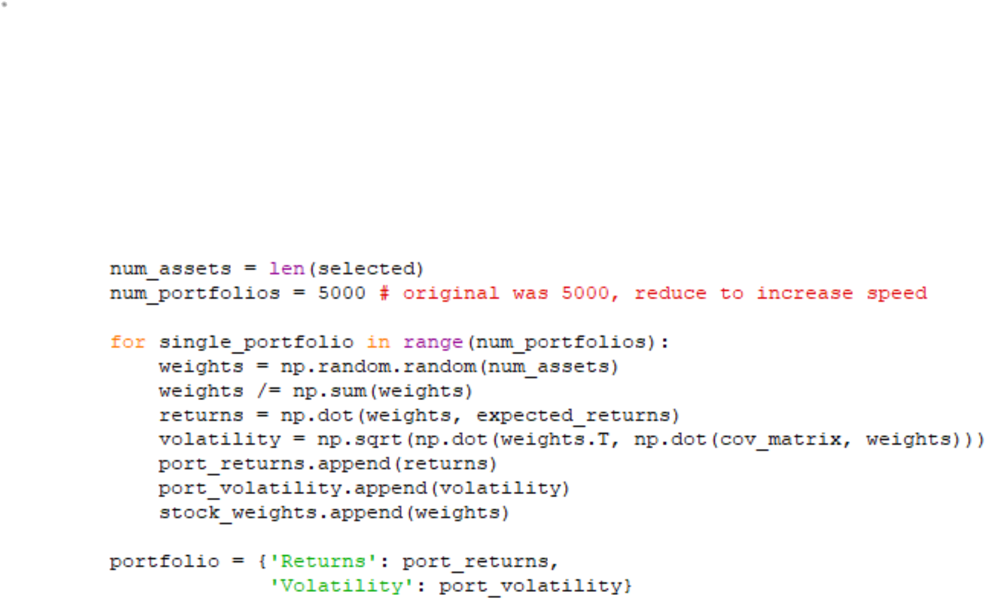 num_assets = len(selected)
num_portfolios = 5000 # original was 5000, reduce to increase speed
for single_portfolio in range(num_portfolios):
weights = np.random.random(num_assets)
weights /= np.sum(weights)
returns = np.dot(weights, expected_returns)
volatility = np.sqrt(np.dot(weights.T, np.dot(cov_matrix, weights)))
port_returns.append(returns)
port_volatility.append(volatility)
stock_weights.append(weights)
portfolio = {'Returns': port_returns,
'Volatility': port_volatility}